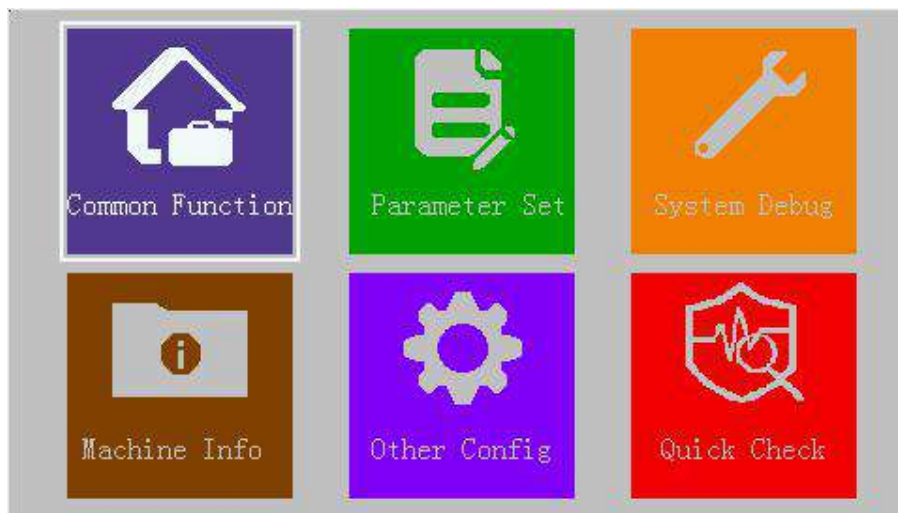 Common Function
Parameter Set
System Debug
Machine Info
Other Config
Quick Check